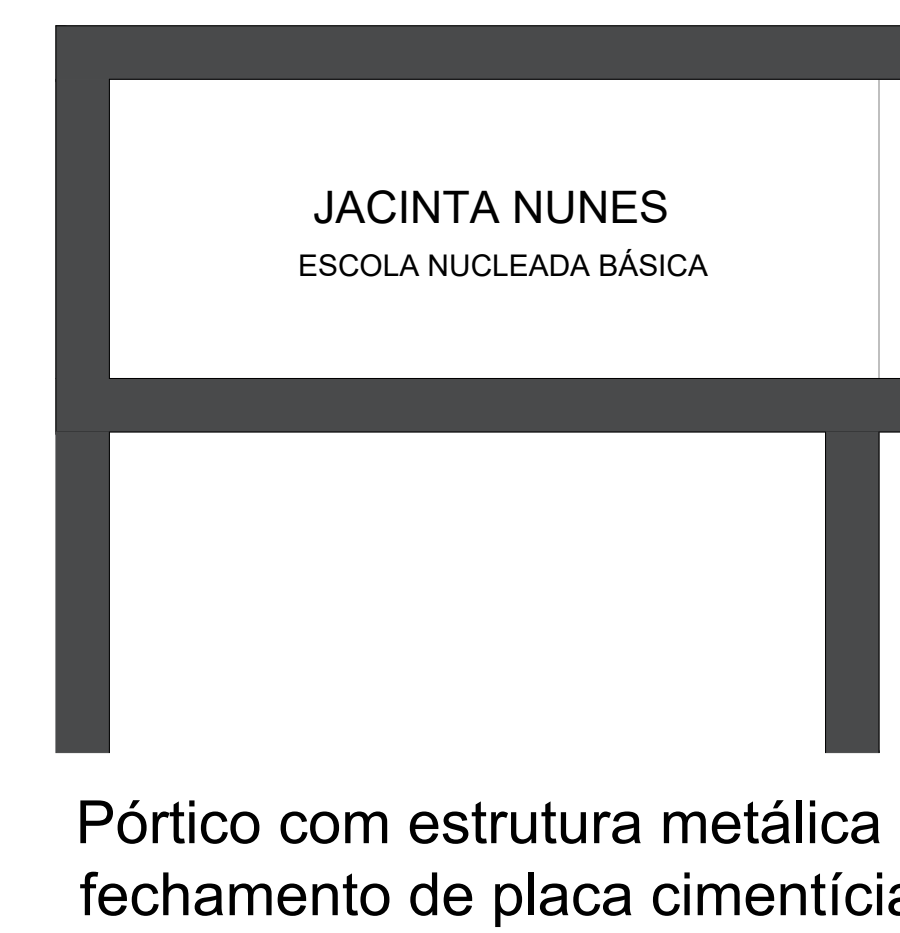 JACINTA NUNES
ESCOLA NUCLEADA BÁSICA
Pórtico com estrutura metálica
fechamento de placa cimentícia